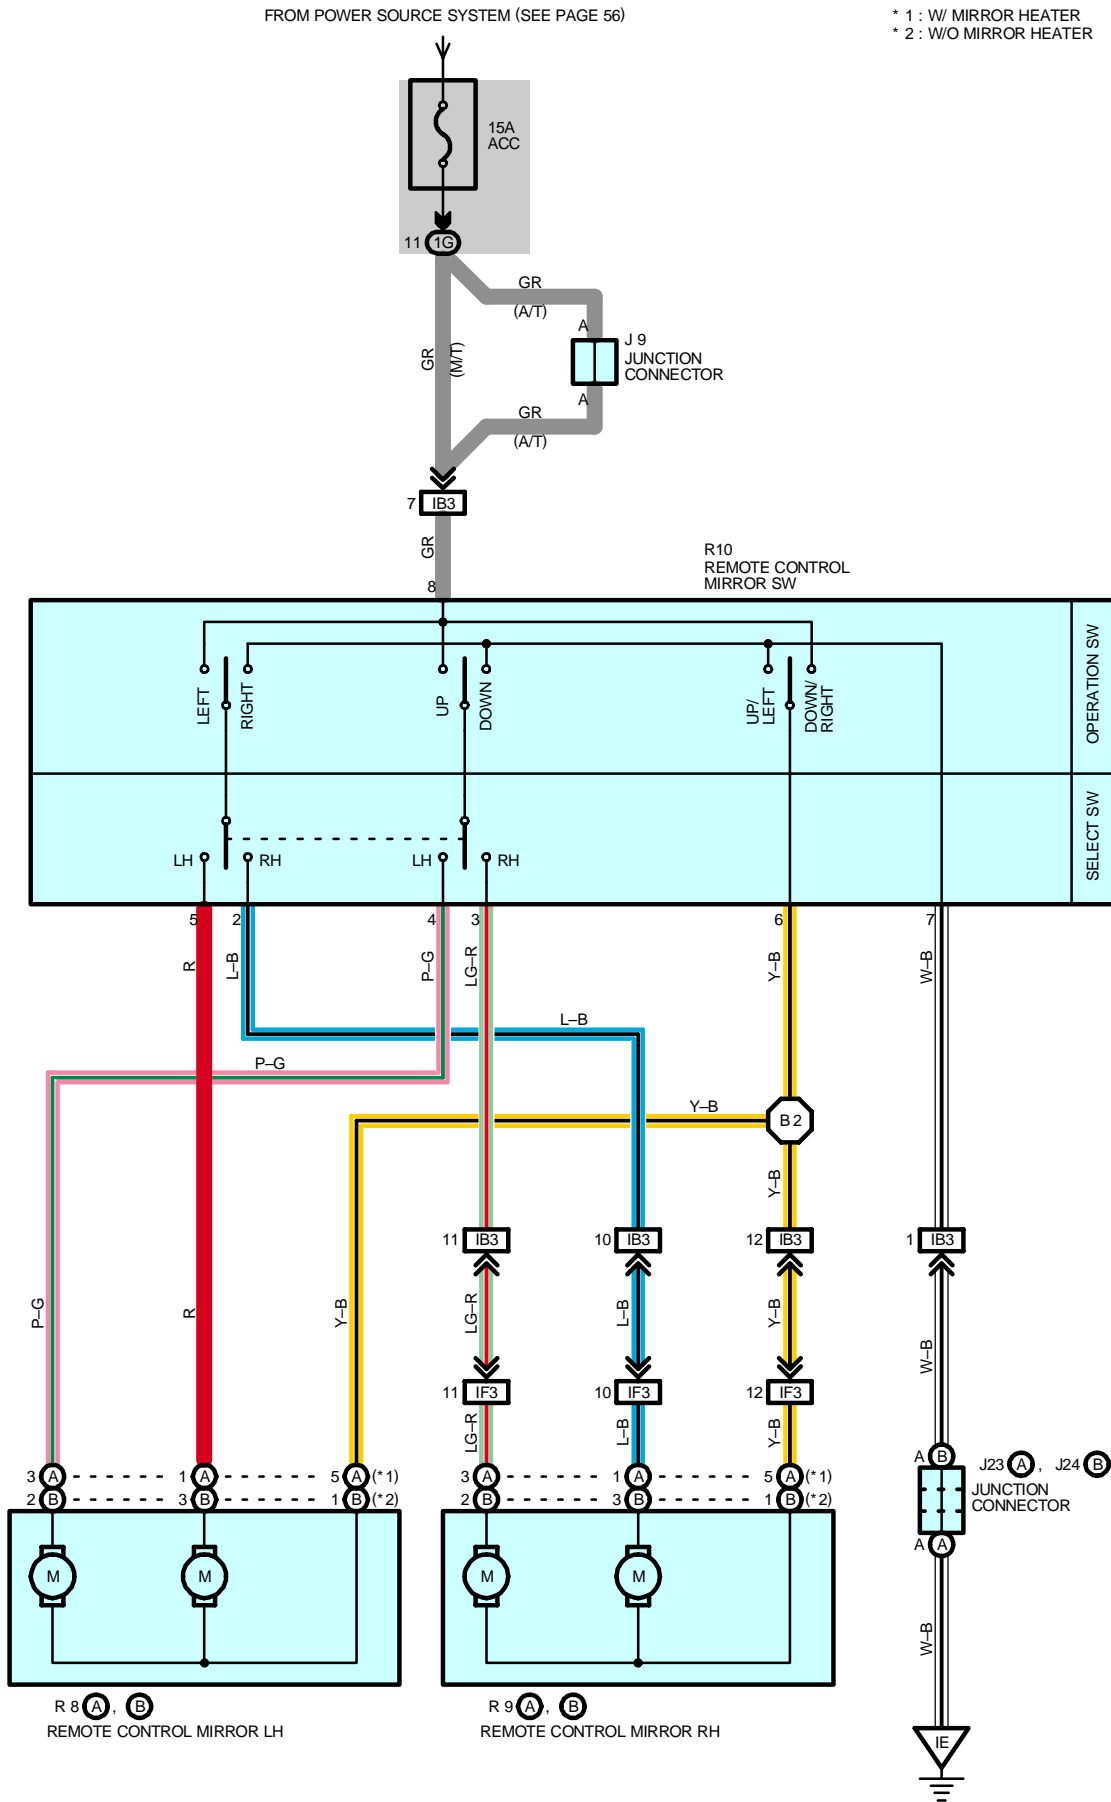 FROM POWER SOURCE SYSTEM (SEE PAGE 56)
* 1 : W/ MIRROR HEATER
* 2 : W/O MIRROR HEATER
15A
ACC
11 1G
GR
(A/T)
GR
(M/T)
A
J 9
JUNCTION
CONNECTOR
A
GR
(A/T)
7 IB3
GR
8
R10
REMOTE CONTROL
MIRROR SW
LEFT
RIGHT
UP
DOWN
UP/
LEFT
DOWN/
RIGHT
OPERATION SW
LH RH
LH RH
SELECT SW
5 2 4 3 6 7
R L–B P–G LG–R Y–B W–B
L–B
P–G
Y–B
B 2
Y–B
11 IB3 10 IB3 12 IB3 1 IB3
P–G R Y–B LG–R L–B Y–B W–B
11 IF3 10 IF3 12 IF3
LG–R L–B Y–B
A B J23 A , J24 B
JUNCTION
CONNECTOR
A A
3 A 1 A 5 A (* 1) 3 A 1 A 5 A (* 1)
2 B 3 B 1 B (* 2) 2 B 3 B 1 B (* 2)
M M M M
W–B
R 8 A , B
REMOTE CONTROL MIRROR LH
R 9 A , B
REMOTE CONTROL MIRROR RH
IE